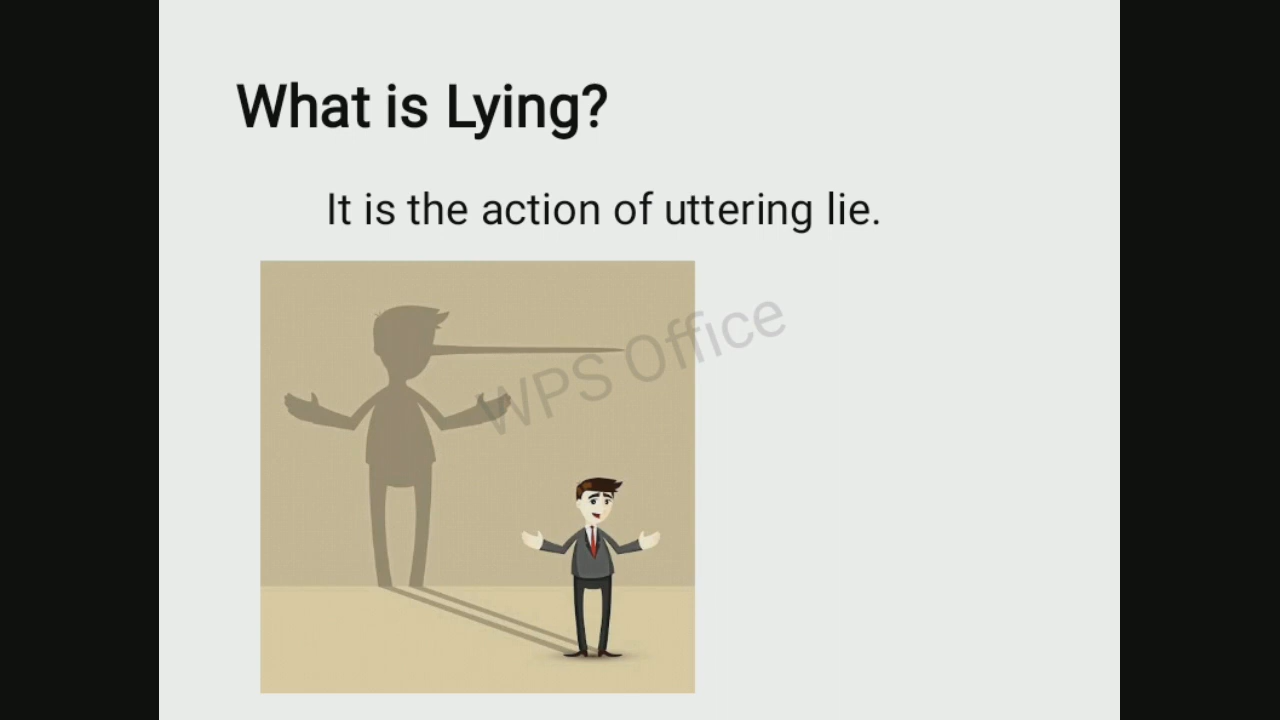 What is Lying?
It is the action of uttering lie.
WPS Office